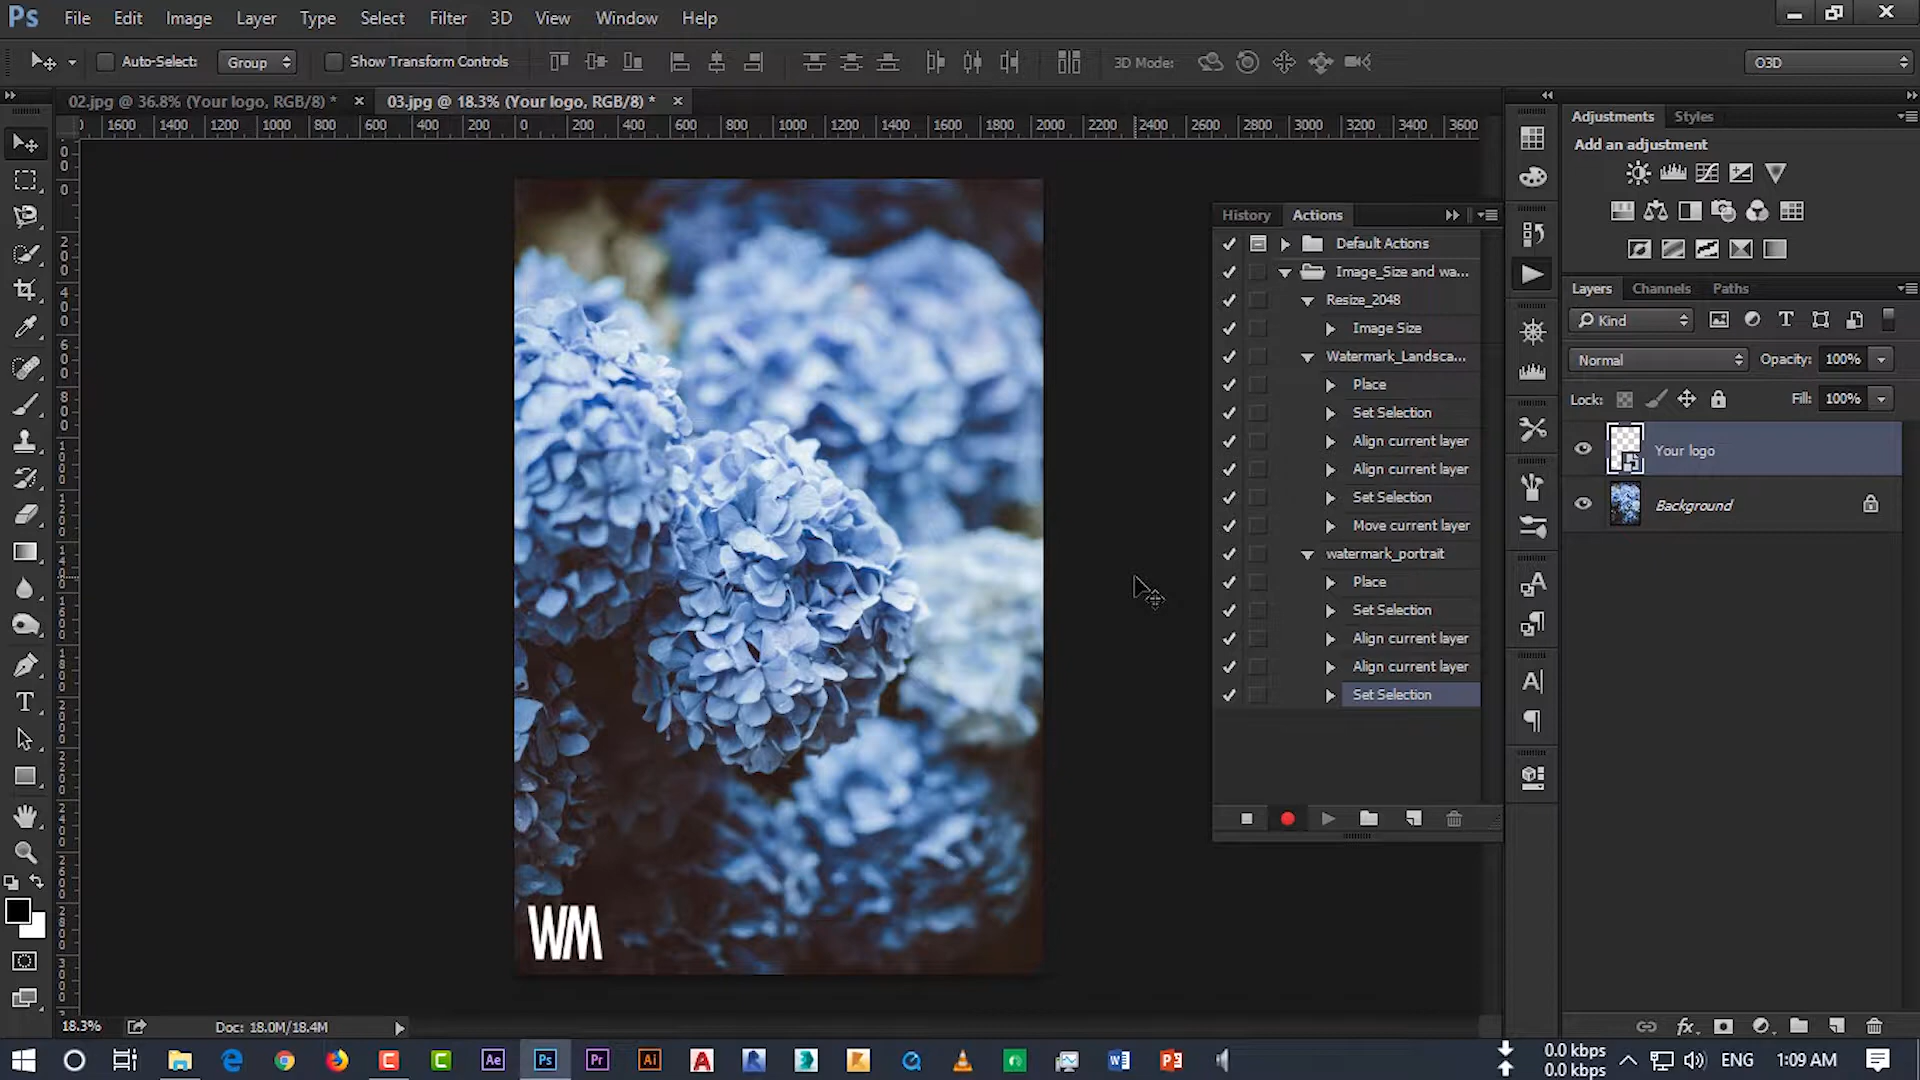 Ps File Edit Image Layer Type Select Filter 3D View Window Help
Auto-Select: Group Show Transform Controls 3D Mode: O3D
02.jpg @ 36.8% (Your logo, RGB/8) * × 03.jpg @ 18.3% (Your logo, RGB/8) * ×
1600 1400 1200 1000 800 600 400 200 0 200 400 600 800 1000 1200 1400 1600 1800 2000 2200 2400 2600 2800 3000 3200 3400 3600
Adjustments Styles
Add an adjustment
History Actions
Default Actions
Image_Size and wa...
Resize_2048
Image Size
Watermark_Landsca...
Place
Set Selection
Align current layer
Align current layer
Set Selection
Move current layer
watermark_portrait
Place
Set Selection
Align current layer
Align current layer
Set Selection
Layers Channels Paths
Kind
Normal Opacity: 100%
Lock: Fill: 100%
Your logo
Background
WM
18.3% Doc: 18.0M/18.4M
0.0 kbps
0.0 kbps
ENG 1:09 AM